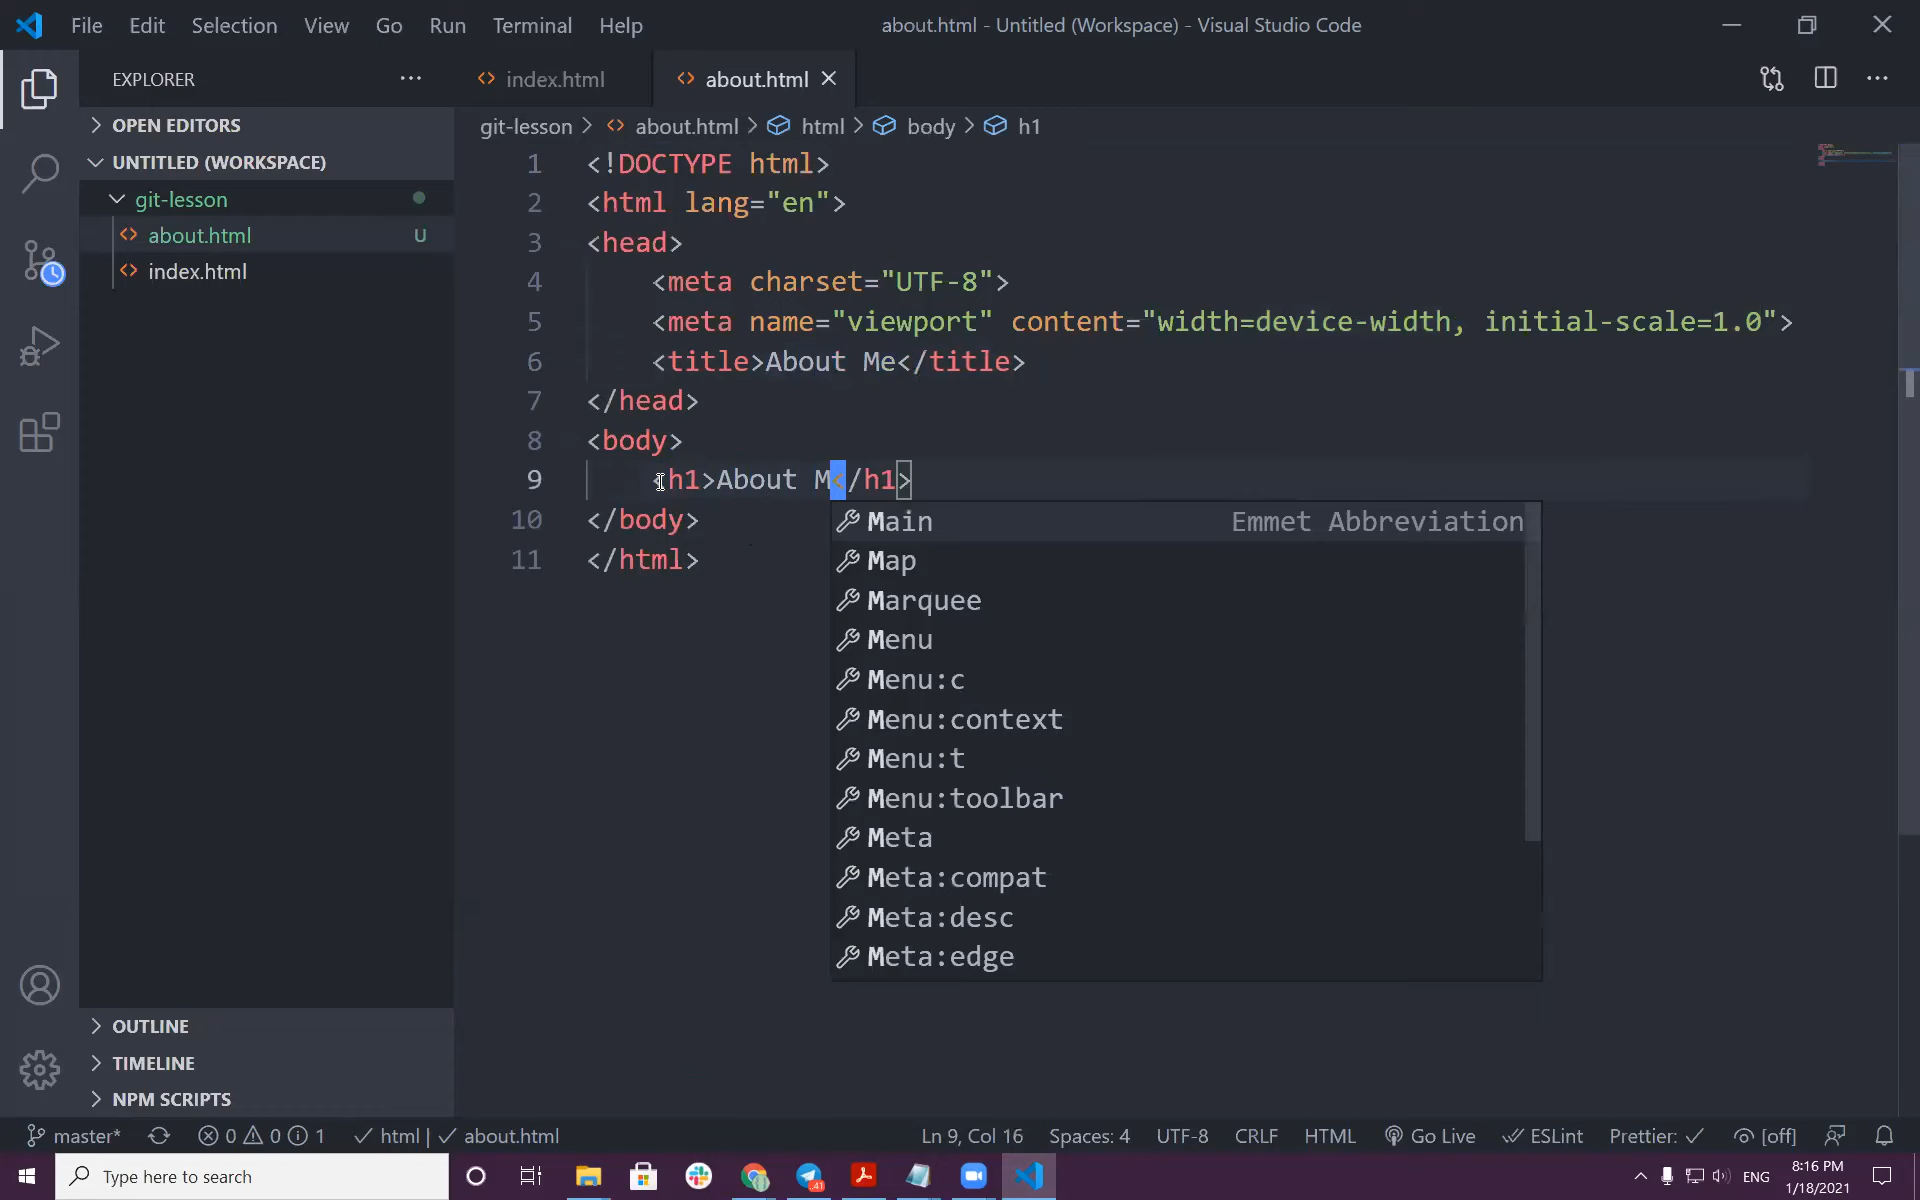 File Edit Selection View Go Run Terminal Help about.html - Untitled (Workspace) - Visual Studio Code
EXPLORER
index.html
about.html
OPEN EDITORS
UNTITLED (WORKSPACE)
git-lesson
about.html U
index.html
git-lesson > about.html > html > body > h1
1 <!DOCTYPE html>
2 <html lang="en">
3 <head>
4 <meta charset="UTF-8">
5 <meta name="viewport" content="width=device-width, initial-scale=1.0">
6 <title>About Me</title>
7 </head>
8 <body>
9 <h1>About M</h1>
10 </body>
11 </html>
Main Emmet Abbreviation
Map
Marquee
Menu
Menu:c
Menu:context
Menu:t
Menu:toolbar
Meta
Meta:compat
Meta:desc
Meta:edge
OUTLINE
TIMELINE
NPM SCRIPTS
master* 0 0 1 html | about.html Ln 9, Col 16 Spaces: 4 UTF-8 CRLF HTML Go Live ESLint Prettier: [off]
Type here to search
41
ENG
8:16 PM
1/18/2021